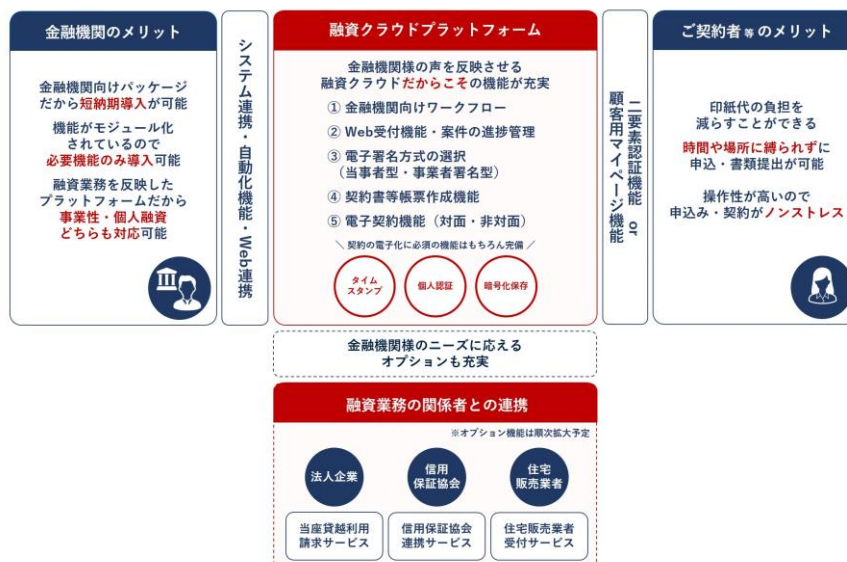 金融機関のメリット
金融機関向けパッケージ
だから短納期導入が可能
機能がモジュール化
されているので
必要機能のみ導入可能
融資業務を反映した
プラットフォームだから
事業性・個人融資
どちらも対応可能
システム連携・自動化機能・Web連携
融資クラウドプラットフォーム
金融機関様の声を反映させる
融資クラウドだからこその機能が充実
① 金融機関向けワークフロー
② Web受付機能・案件の進捗管理
③ 電子署名方式の選択
（当事者型・事業者署名型）
④ 契約書等帳票作成機能
⑤ 電子契約機能（対面・非対面）
＼ 契約の電子化に必須の機能はもちろん完備 ／
タイム
スタンプ
個人認証
暗号化保存
二要素認証機能 or
顧客用マイページ機能
ご契約者等のメリット
印紙代の負担を
減らすことができる
時間や場所に縛られずに
申込・書類提出が可能
操作性が高いので
申込み・契約がノンストレス
金融機関様のニーズに応える
オプションも充実
融資業務の関係者との連携
※オプション機能は順次拡大予定
法人企業
信用
保証協会
住宅
販売業者
当座貸越利用
請求サービス
信用保証協会
連携サービス
住宅販売業者
受付サービス